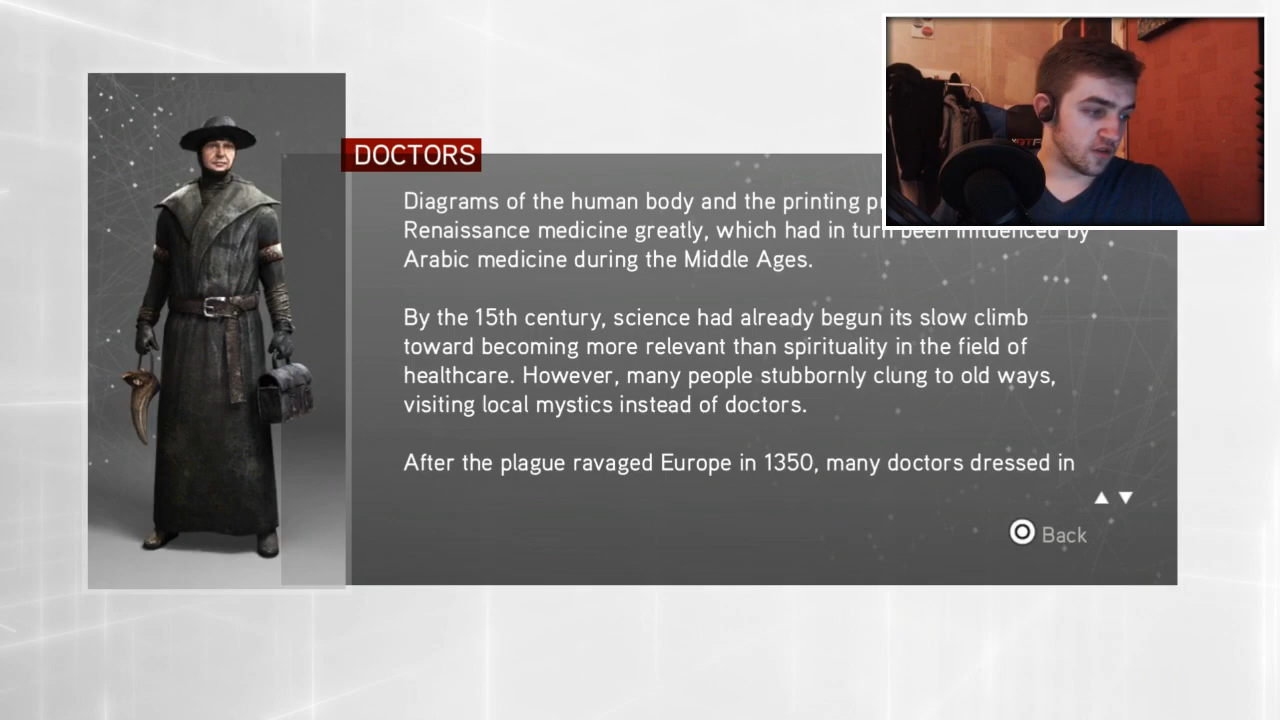 DOCTORS
Diagrams of the human body and the printing
Renaissance medicine greatly, which had in turn been influenced by
Arabic medicine during the Middle Ages.
By the 15th century, science had already begun its slow climb
toward becoming more relevant than spirituality in the field of
healthcare. However, many people stubbornly clung to old ways,
visiting local mystics instead of doctors.
After the plague ravaged Europe in 1350, many doctors dressed in
Back